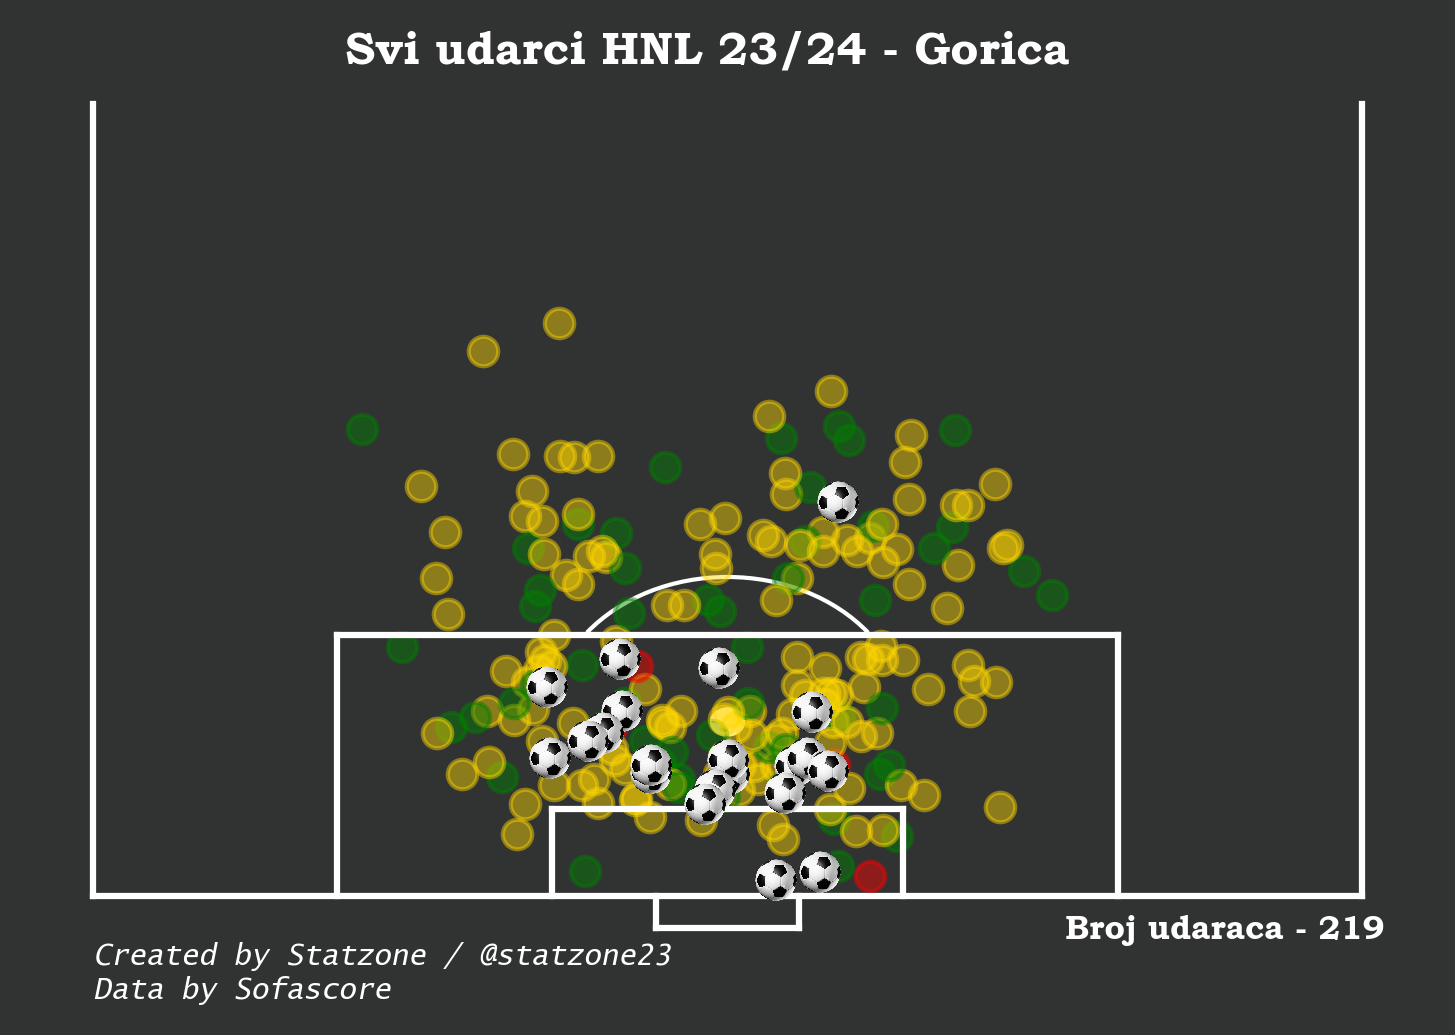 Svi udarci HNL 23/24 - Gorica
Broj udaraca - 219
Created by Statzone / @statzone23
Data by Sofascore